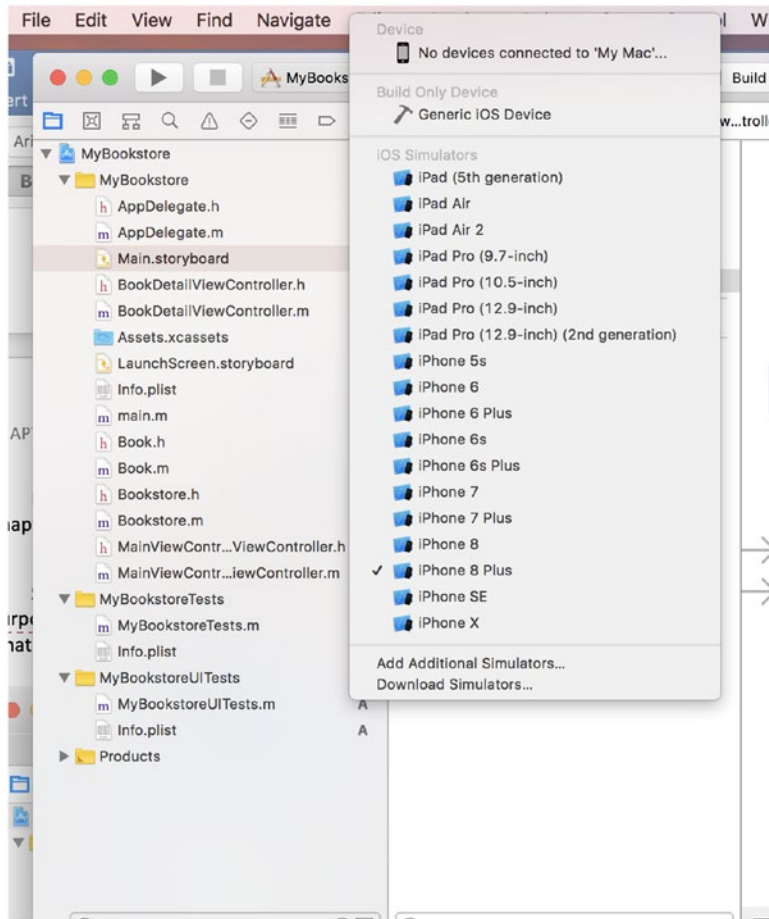 File Edit View Find Navigate
MyBooks
Build
MyBookstore
MyBookstore
AppDelegate.h
AppDelegate.m
Main.storyboard
BookDetailViewController.h
BookDetailViewController.m
Assets.xcassets
LaunchScreen.storyboard
Info.plist
main.m
Book.h
Book.m
Bookstore.h
Bookstore.m
MainViewContr...ViewController.h
MainViewContr...iewController.m
MyBookstoreTests
MyBookstoreTests.m
Info.plist
MyBookstoreUITests
MyBookstoreUITests.m A
Info.plist A
Products
Device
No devices connected to 'My Mac'...
Build Only Device
Generic iOS Device
iOS Simulators
iPad (5th generation)
iPad Air
iPad Air 2
iPad Pro (9.7-inch)
iPad Pro (10.5-inch)
iPad Pro (12.9-inch)
iPad Pro (12.9-inch) (2nd generation)
iPhone 5s
iPhone 6
iPhone 6 Plus
iPhone 6s
iPhone 6s Plus
iPhone 7
iPhone 7 Plus
iPhone 8
✓ iPhone 8 Plus
iPhone SE
iPhone X
Add Additional Simulators...
Download Simulators...